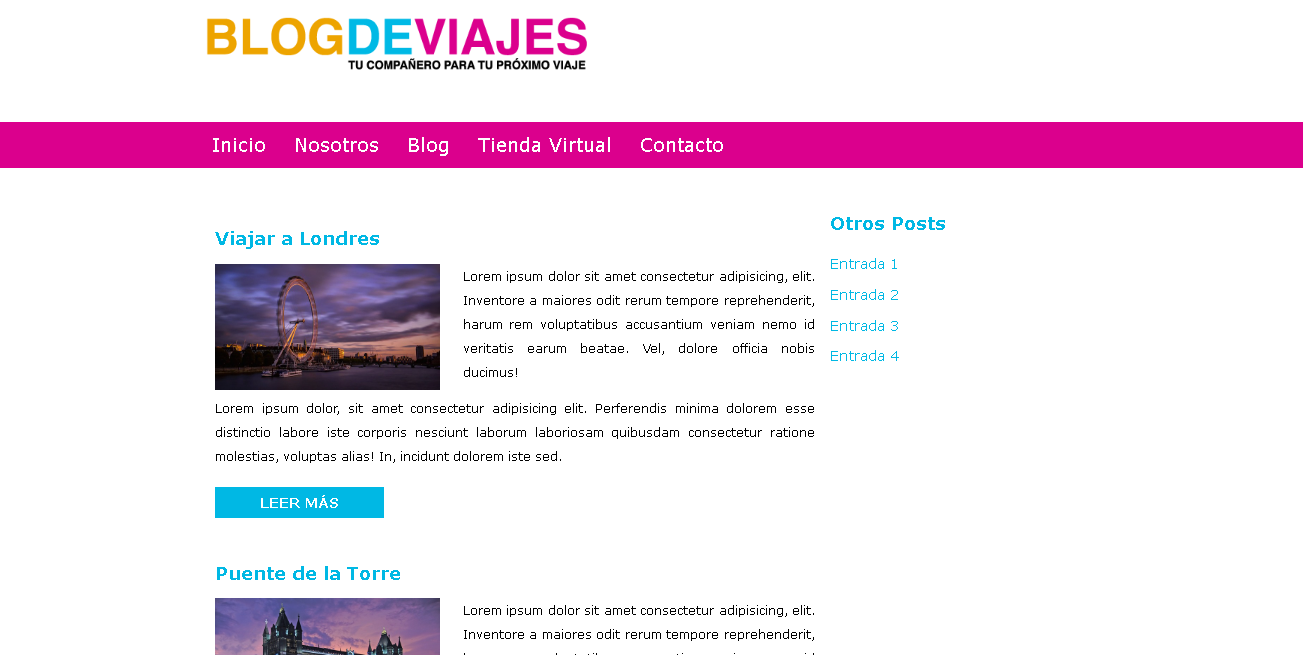 BLOGDEVIAJES
TU COMPAÑERO PARA TU PRÓXIMO VIAJE
Inicio Nosotros Blog Tienda Virtual Contacto
Viajar a Londres
Lorem ipsum dolor sit amet consectetur adipisicing, elit.
Inventore a maiores odit rerum tempore reprehenderit,
harum rem voluptatibus accusantium veniam nemo id
veritatis earum beatae. Vel, dolore officia nobis
ducimus!
Lorem ipsum dolor, sit amet consectetur adipisicing elit. Perferendis minima dolorem esse
distinctio labore iste corporis nesciunt laborum laboriosam quibusdam consectetur ratione
molestias, voluptas alias! In, incidunt dolorem iste sed.
LEER MÁS
Puente de la Torre
Lorem ipsum dolor sit amet consectetur adipisicing, elit.
Inventore a maiores odit rerum tempore reprehenderit,
Otros Posts
Entrada 1
Entrada 2
Entrada 3
Entrada 4